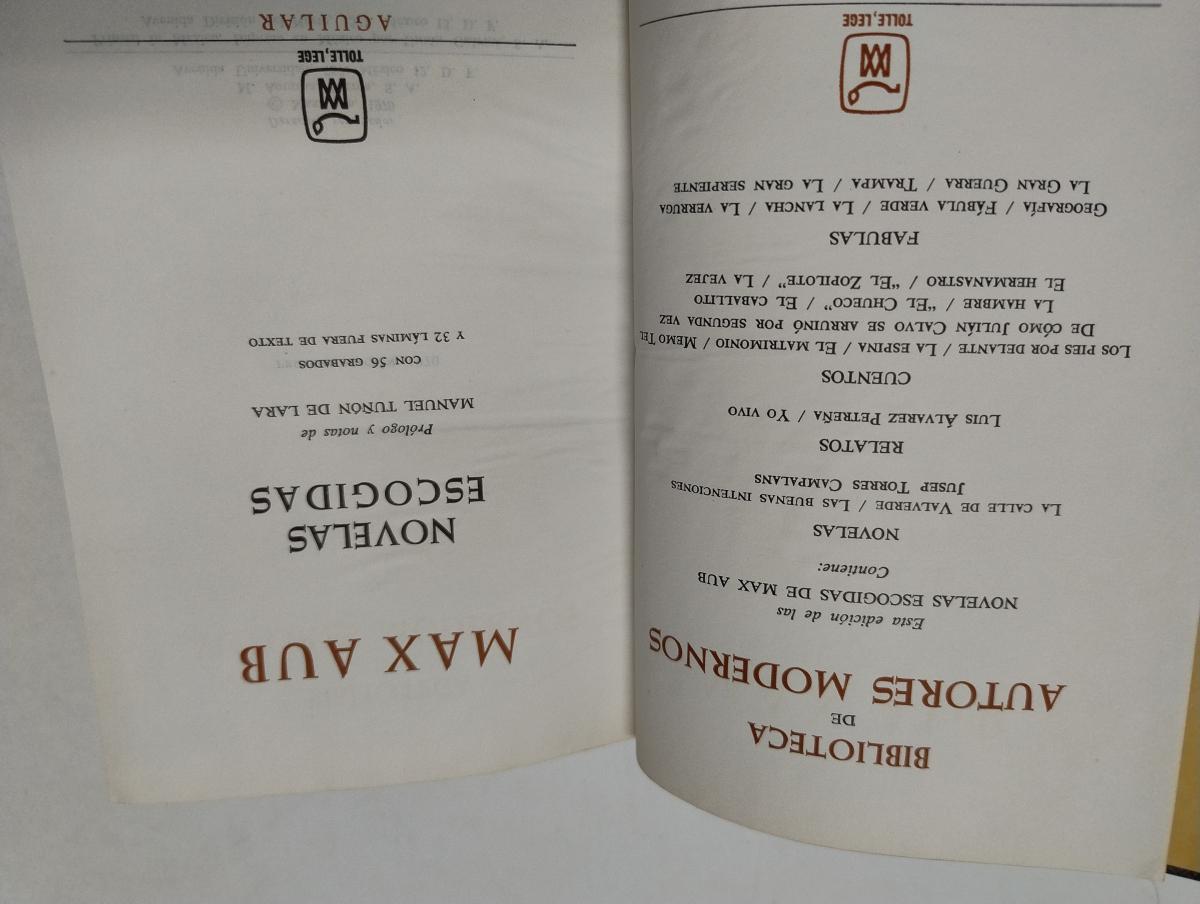 BIBLIOTECA
DE
AUTORES MODERNOS
Esta edición de las
NOVELAS ESCOGIDAS DE MAX AUB
Contiene:
NOVELAS
LA CALLE DE VALVERDE / LAS BUENAS INTENCIONES
JUSEP TORRES CAMPALANS
RELATOS
LUIS ÁLVAREZ PETREÑA / YO VIVO
CUENTOS
LOS PIES POR DELANTE / LA ESPINA / EL MATRIMONIO / MEMO TEL
DE CÓMO JULIÁN CALVO SE ARRUINÓ POR SEGUNDA VEZ
LA HAMBRE / "EL CHUECO" / EL CABALLITO
EL HERMANASTRO / "EL ZOPILOTE" / LA VEJEZ
FABULAS
GEOGRAFÍA / FÁBULA VERDE / LA LANCHA / LA VERRUGA
LA GRAN GUERRA / TRAMPA / LA GRAN SERPIENTE
TOLLE, LEGE
MAX AUB
NOVELAS
ESCOGIDAS
Prólogo y notas de
MANUEL TUÑÓN DE LARA
CON 56 GRABADOS
Y 32 LÁMINAS FUERA DE TEXTO
TOLLE, LEGE
AGUILAR